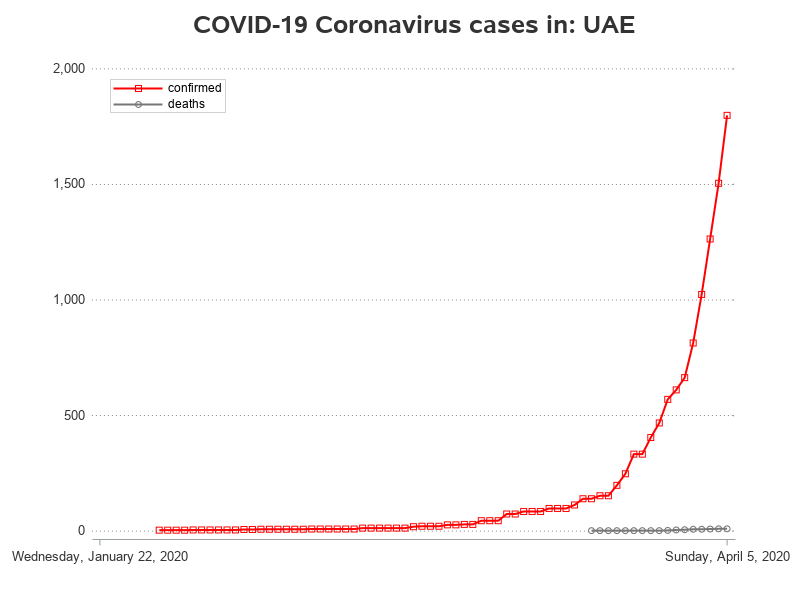 COVID-19 Coronavirus cases in: UAE
2,000
confirmed
deaths
1,500
1,000
500
0
Wednesday, January 22, 2020 Sunday, April 5, 2020